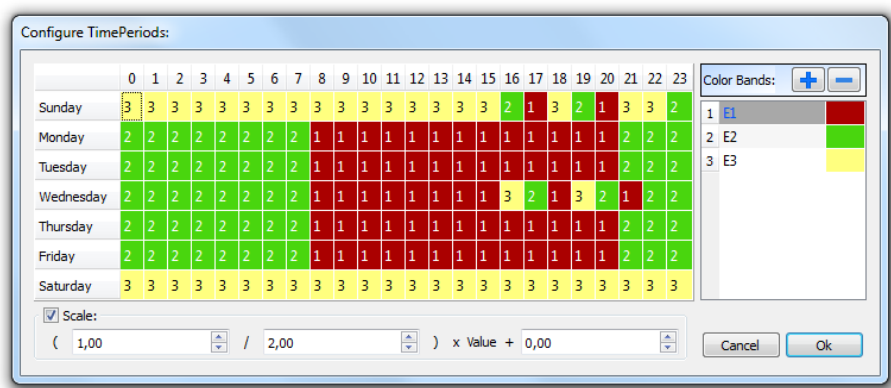 Configure TimePeriods:
0 1 2 3 4 5 6 7 8 9 10 11 12 13 14 15 16 17 18 19 20 21 22 23
Sunday 3 3 3 3 3 3 3 3 3 3 3 3 3 3 3 3 2 1 3 2 1 3 3 2
Monday 2 2 2 2 2 2 2 2 1 1 1 1 1 1 1 1 1 1 1 1 1 2 2 2
Tuesday 2 2 2 2 2 2 2 2 1 1 1 1 1 1 1 1 1 1 1 1 1 2 2 2
Wednesday 2 2 2 2 2 2 2 2 1 1 1 1 1 1 1 1 3 2 1 3 2 1 2 2
Thursday 2 2 2 2 2 2 2 2 1 1 1 1 1 1 1 1 1 1 1 1 1 2 2 2
Friday 2 2 2 2 2 2 2 2 1 1 1 1 1 1 1 1 1 1 1 1 1 2 2 2
Saturday 3 3 3 3 3 3 3 3 3 3 3 3 3 3 3 3 3 3 3 3 3 3 3 3
Color Bands:
1 E1
2 E2
3 E3
Scale:
( 1,00 / 2,00 ) x Value + 0,00
Cancel Ok